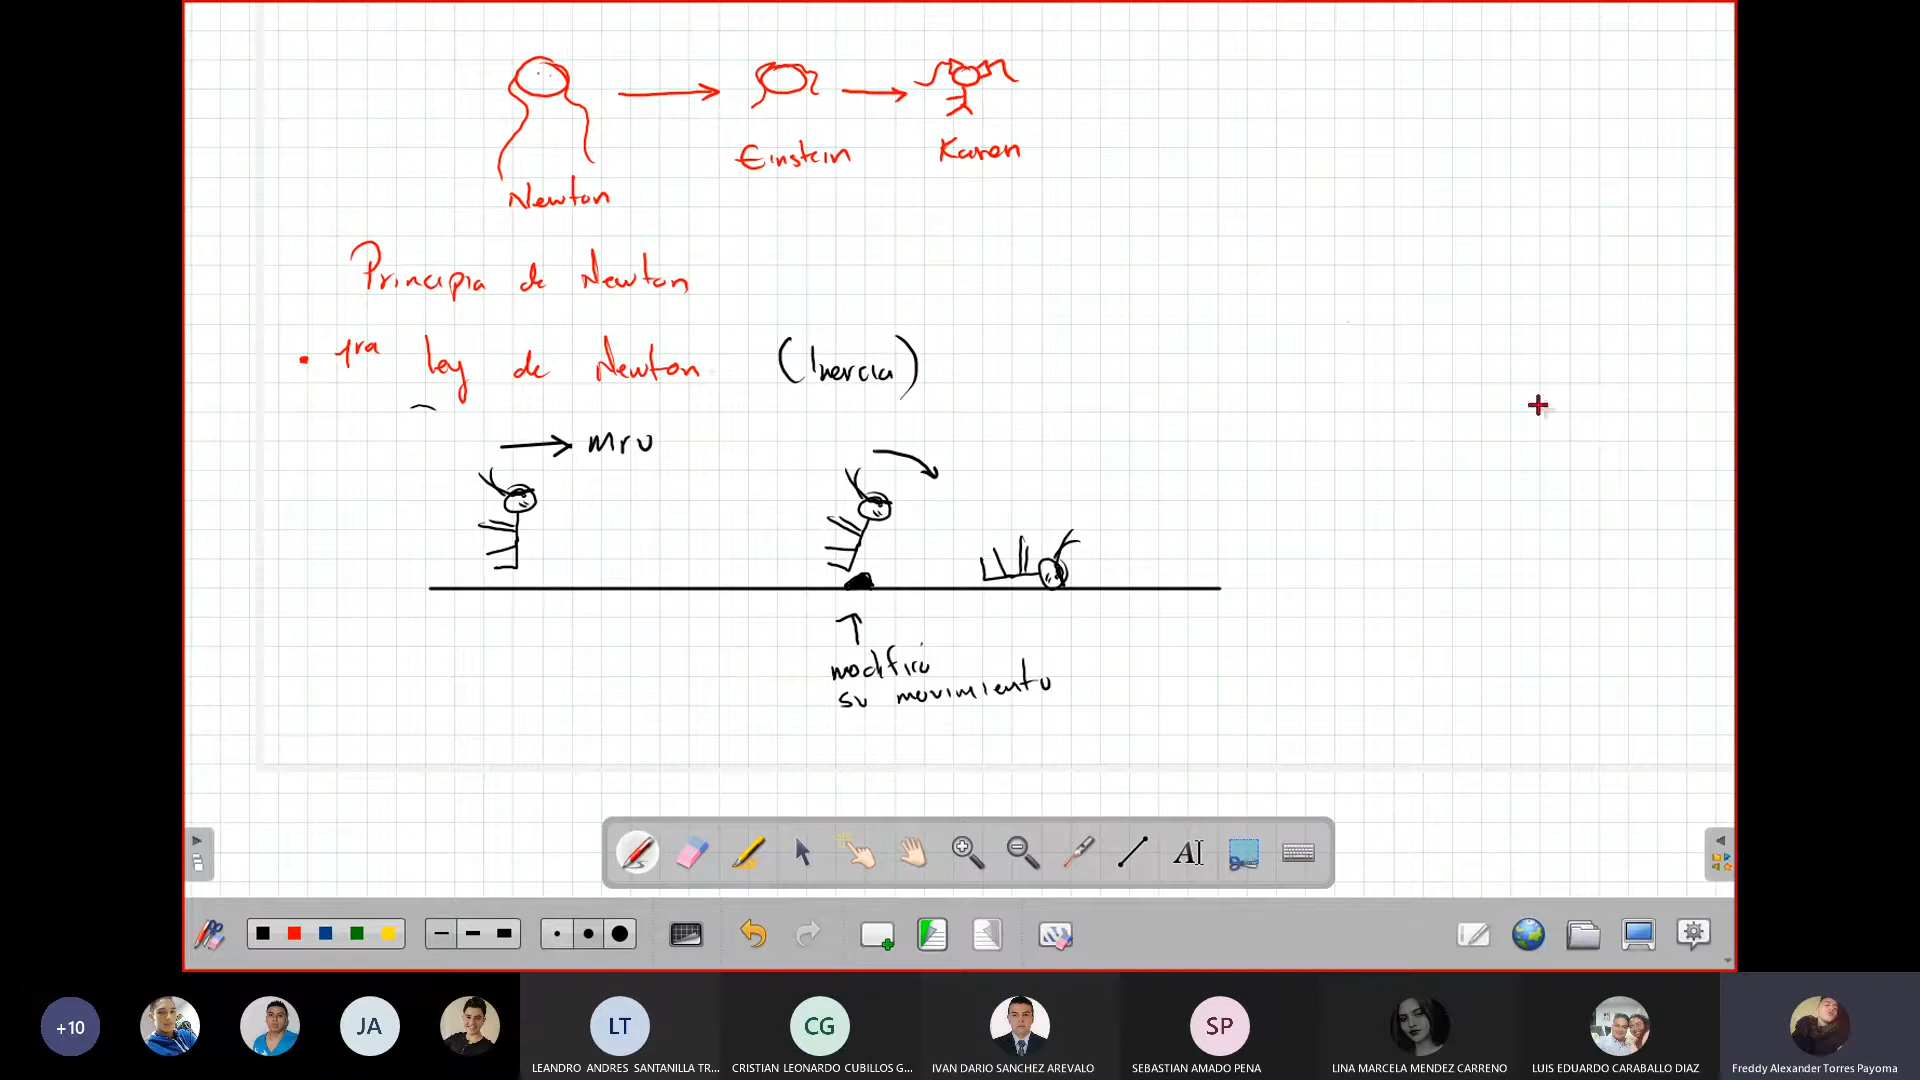 Newton
Einstein
Karen
Principia de Newton
• 1ra ley de Newton (Inercia)
mru
modificó
su movimiento
AI
+10
JA
LT
CG
SP
LEANDRO ANDRES SANTANILLA TR...
CRISTIAN LEONARDO CUBILLOS G...
IVAN DARIO SANCHEZ AREVALO
SEBASTIAN AMADO PENA
LINA MARCELA MENDEZ CARRENO
LUIS EDUARDO CARABALLO DIAZ
Freddy Alexander Torres Payoma